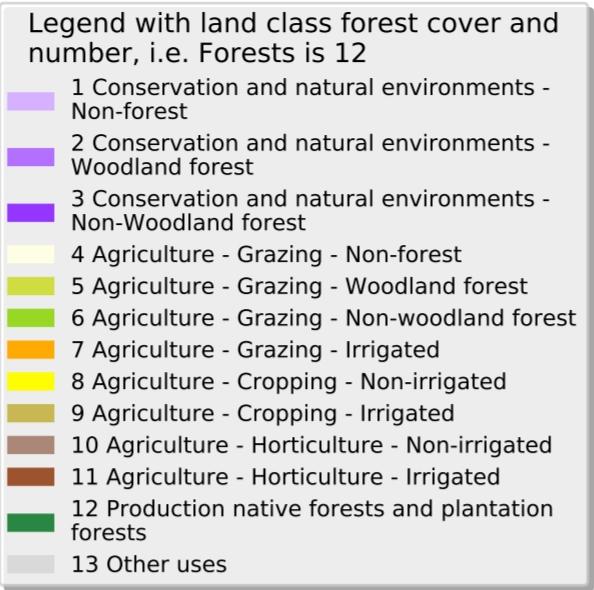 Legend with land class forest cover and
number, i.e. Forests is 12
1 Conservation and natural environments -
Non-forest
2 Conservation and natural environments -
Woodland forest
3 Conservation and natural environments -
Non-Woodland forest
4 Agriculture - Grazing - Non-forest
5 Agriculture - Grazing - Woodland forest
6 Agriculture - Grazing - Non-woodland forest
7 Agriculture - Grazing - Irrigated
8 Agriculture - Cropping - Non-irrigated
9 Agriculture - Cropping - Irrigated
10 Agriculture - Horticulture - Non-irrigated
11 Agriculture - Horticulture - Irrigated
12 Production native forests and plantation
forests
13 Other uses